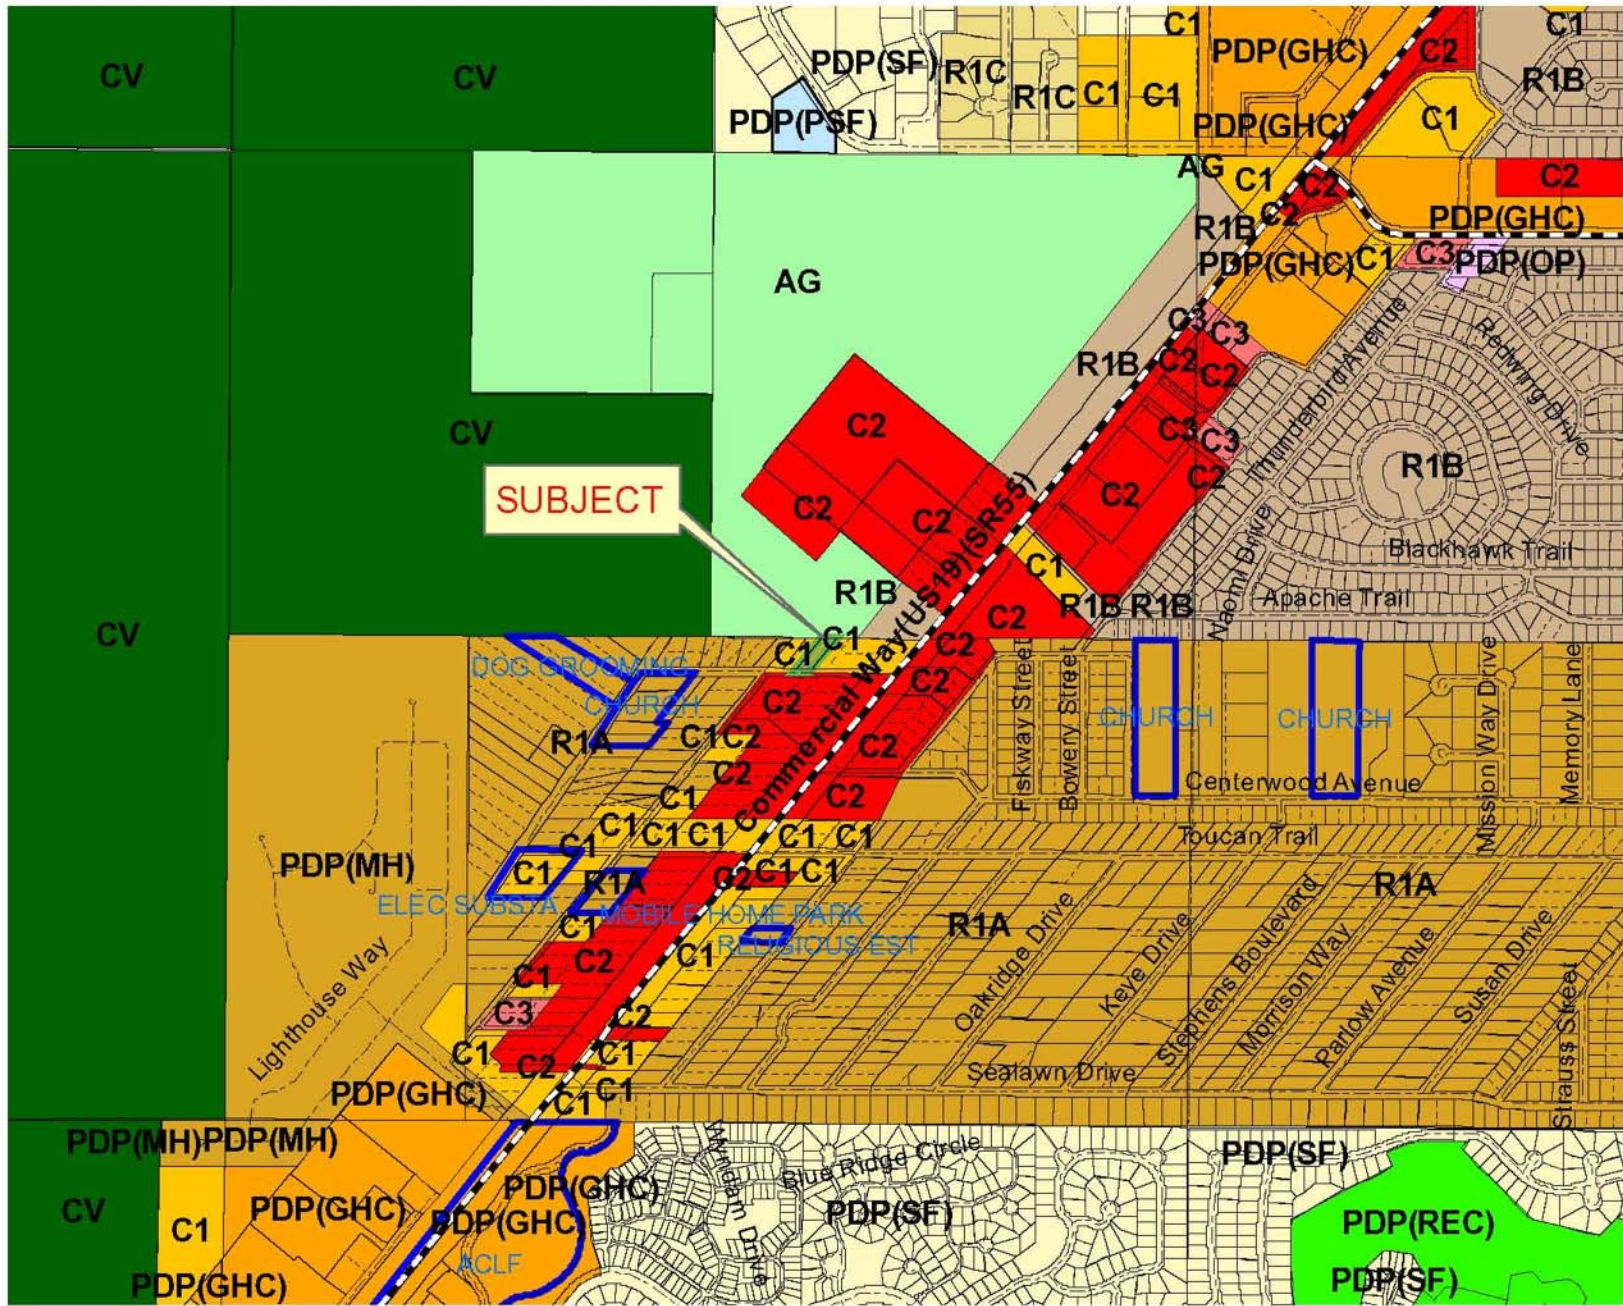 CV
CV
PDP(SF)
R1C
R1C
C1
C1
C1
PDP(GHC)
C2
C1
R1B
PDP(PSF)
PDP(GHC)
C1
AG
C1
C2
C2
C2
R1B
PDP(GHC)
PDP(GHC)
C1
C3
PDP(OP)
AG
C3
C3
R1B
C2
C2
Thunderbird Avenue
Redwing Drive
CV
C2
C3
C3
R1B
C2
C2
C2
C2
C2
SUBJECT
Commercial Way(US19)(SR55)
Naomi Drive
Blackhawk Trail
C1
R1B
R1B
R1B
Apache Trail
C2
CV
C1
C1
C2
DOG GROOMING
C2
C2
CHURCH
Fiskway Street
Bowery Street
CHURCH
CHURCH
Mission Way Drive
Memory Lane
R1A
C1
C2
C2
C2
C1
C2
Centerwood Avenue
C1
C1
C1
C1
C1
Toucan Trail
C1
PDP(MH)
C1
R1A
C2
C1
C1
R1A
ELEC SUBSTA
MOBILE HOME PARK
C1
RELIGIOUS EST
R1A
C1
C2
C1
Oakridge Drive
Keye Drive
Stephens Boulevard
Morrison Way
Parlow Avenue
Susan Drive
Strauss Street
C3
C2
Lighthouse Way
C1
C2
C1
Sealawn Drive
PDP(GHC)
C1
C1
PDP(MH)
PDP(MH)
Wyndam Drive
Blue Ridge Circle
PDP(SF)
CV
C1
PDP(GHC)
PDP(GHC)
PDP(GHC)
PDP(SF)
PDP(REC)
ACLF
PDP(GHC)
PDP(SF)